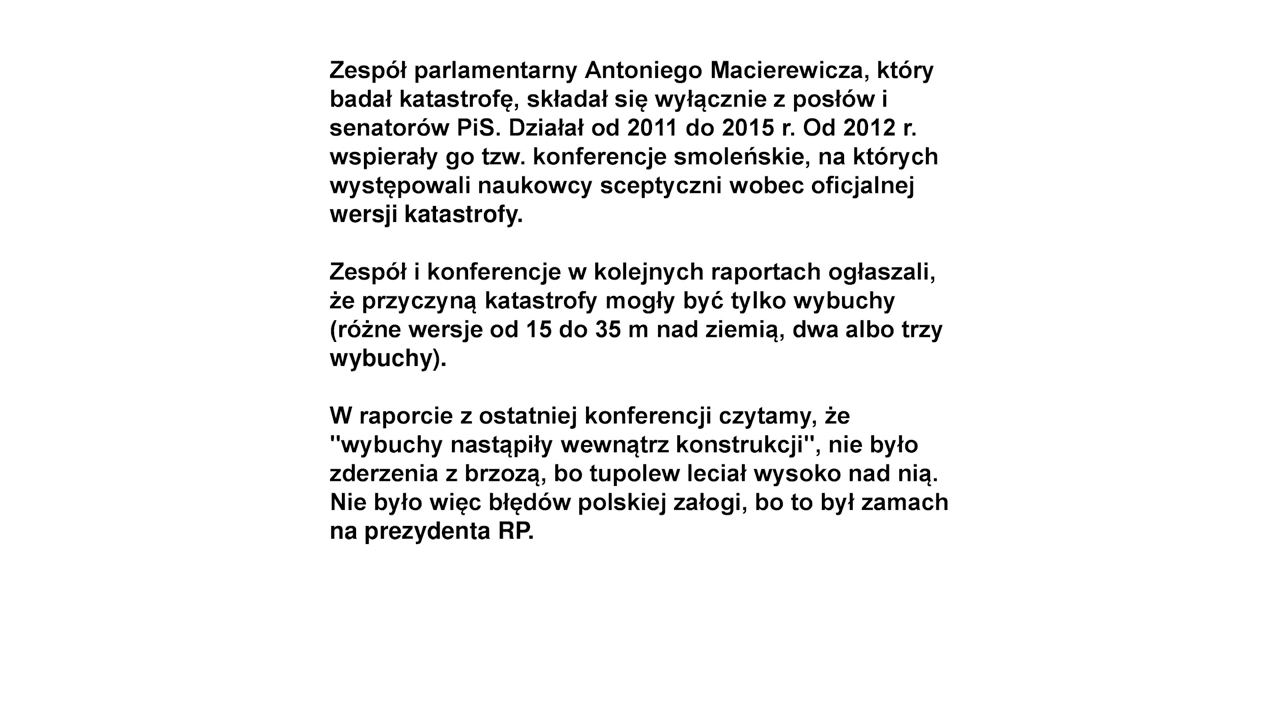 Zespół parlamentarny Antoniego Macierewicza, który
badał katastrofę, składał się wyłącznie z posłów i
senatorów PiS. Działał od 2011 do 2015 r. Od 2012 r.
wspierały go tzw. konferencje smoleńskie, na których
występowali naukowcy sceptyczni wobec oficjalnej
wersji katastrofy.
Zespół i konferencje w kolejnych raportach ogłaszali,
że przyczyną katastrofy mogły być tylko wybuchy
(różne wersje od 15 do 35 m nad ziemią, dwa albo trzy
wybuchy).
W raporcie z ostatniej konferencji czytamy, że
"wybuchy nastąpiły wewnątrz konstrukcji", nie było
zderzenia z brzozą, bo tupolew leciał wysoko nad nią.
Nie było więc błędów polskiej załogi, bo to był zamach
na prezydenta RP.